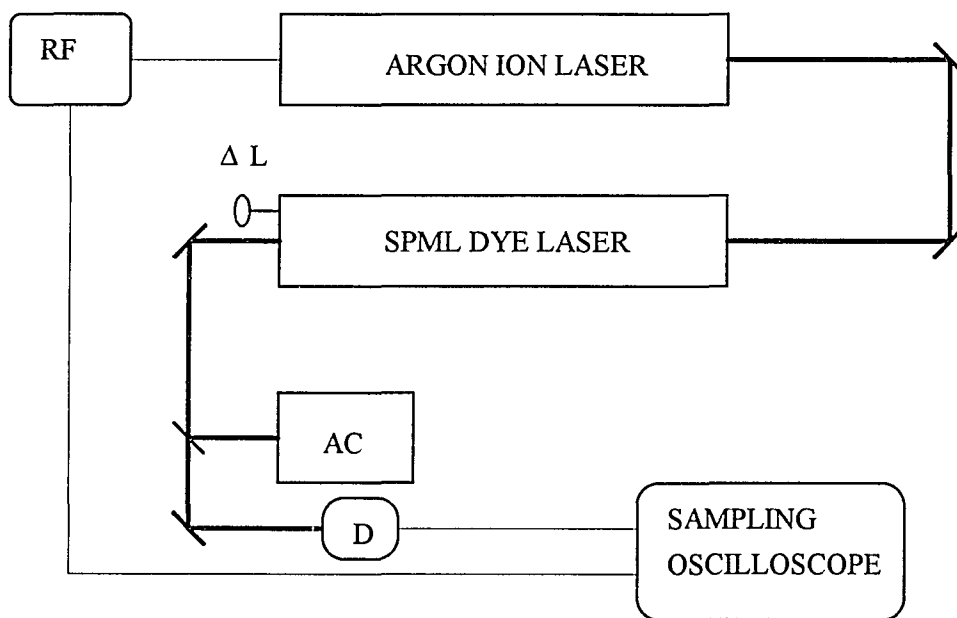 RF
ARGON ION LASER
Δ L
SPML DYE LASER
AC
D
SAMPLING
OSCILLOSCOPE